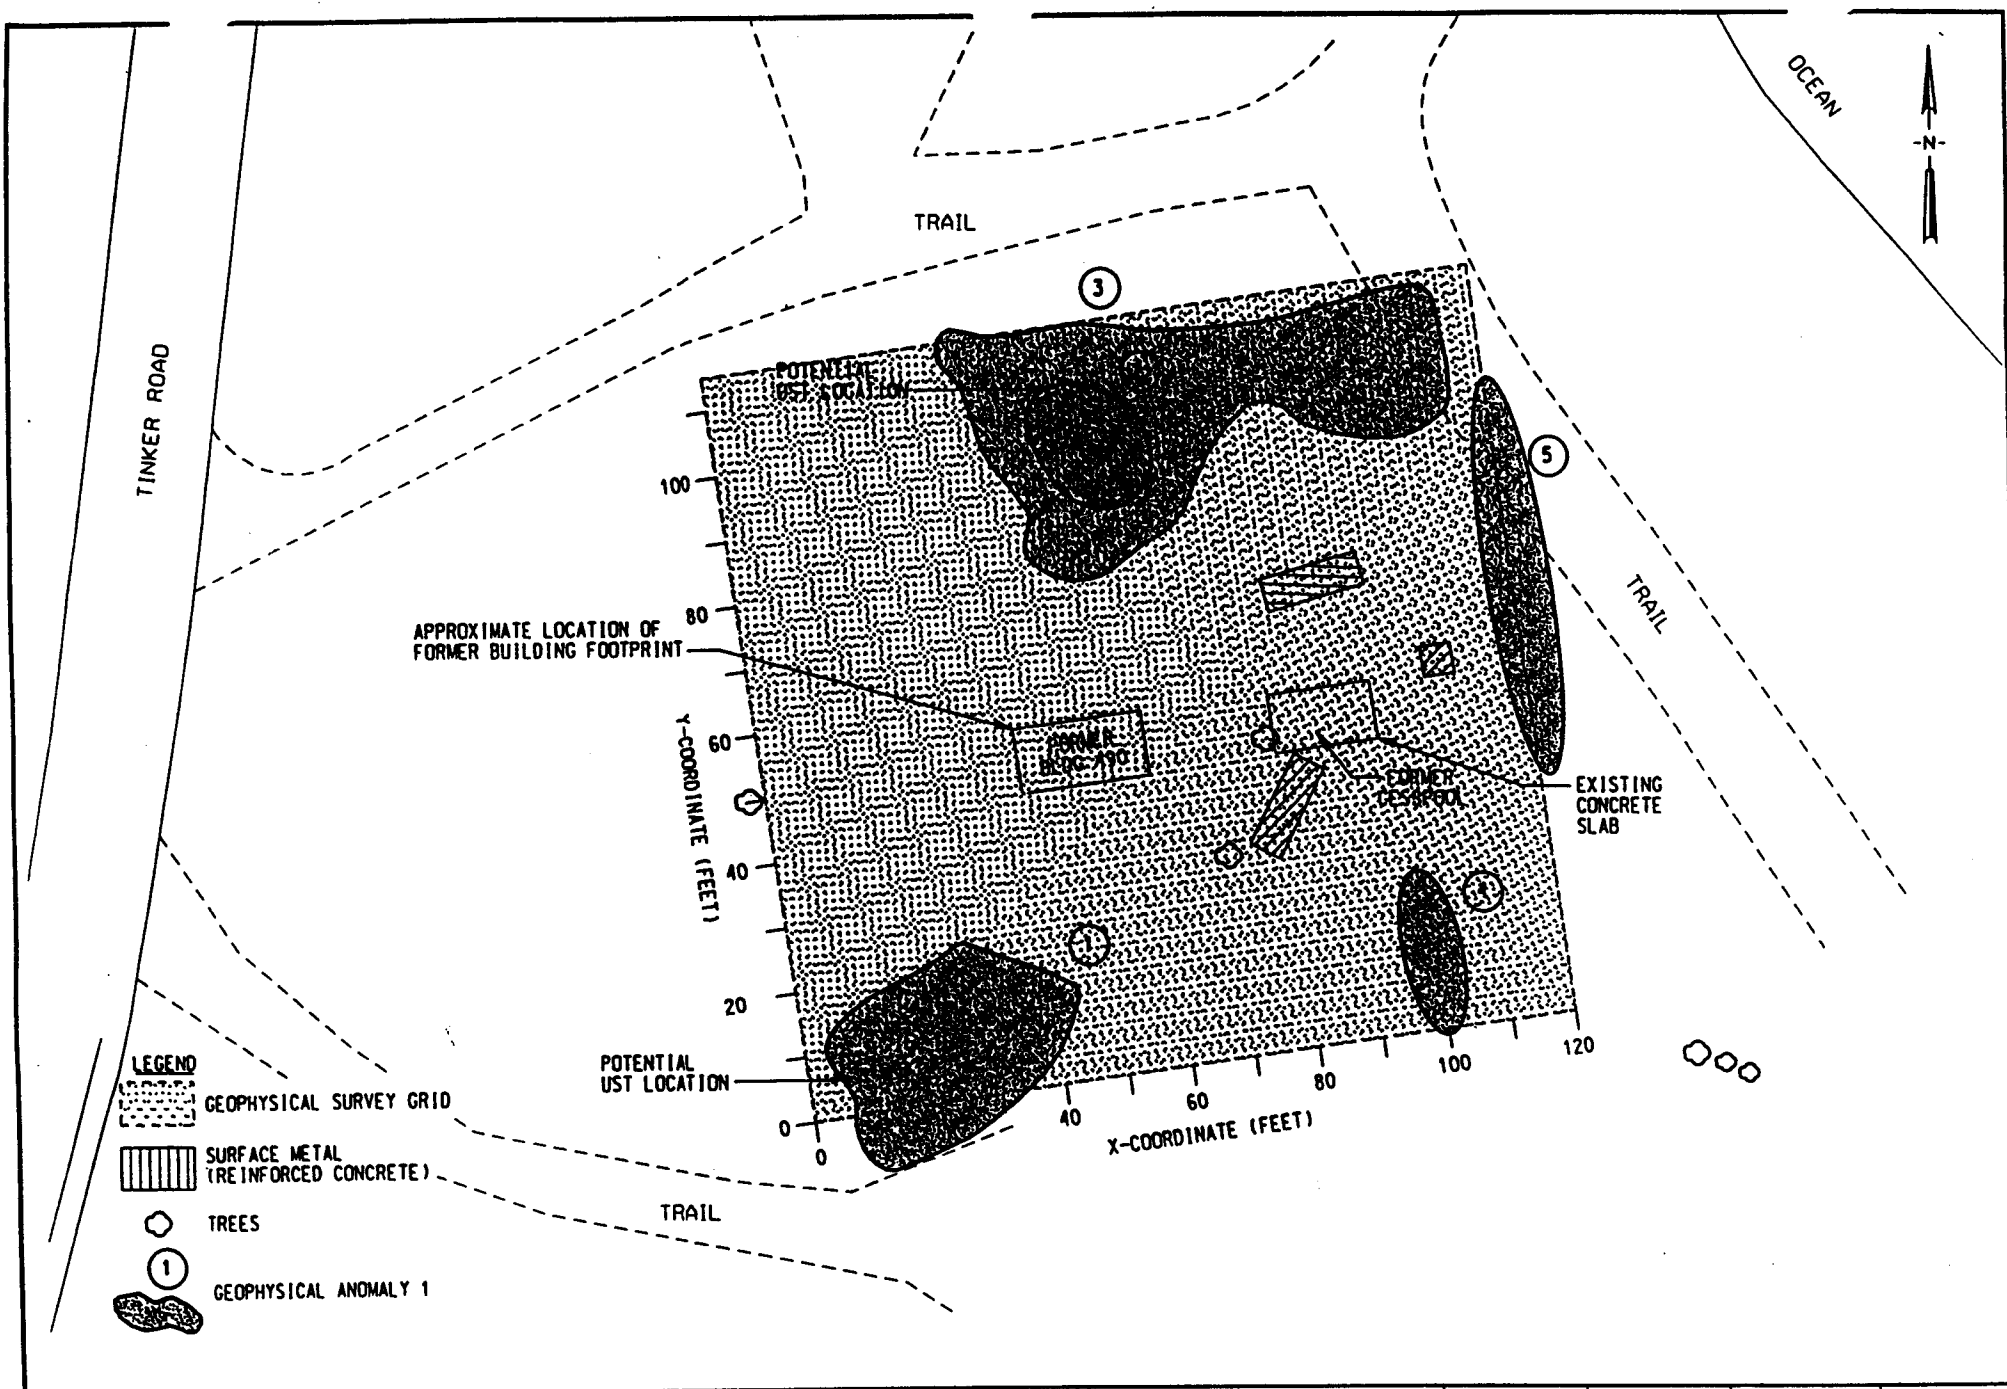 OCEAN
-N-
TRAIL
3
POTENTIAL
UST LOCATION
TINKER ROAD
5
100
TRAIL
80
APPROXIMATE LOCATION OF
FORMER BUILDING FOOTPRINT
60
Y-COORDINATE (FEET)
FORMER
BLDG
FORMER
CESSPOOL
EXISTING
CONCRETE
SLAB
40
4
20
POTENTIAL
UST LOCATION
0
0
40
60
80
100
120
X-COORDINATE (FEET)
TRAIL
LEGEND
GEOPHYSICAL SURVEY GRID
SURFACE METAL
(REINFORCED CONCRETE)
TREES
1
GEOPHYSICAL ANOMALY 1